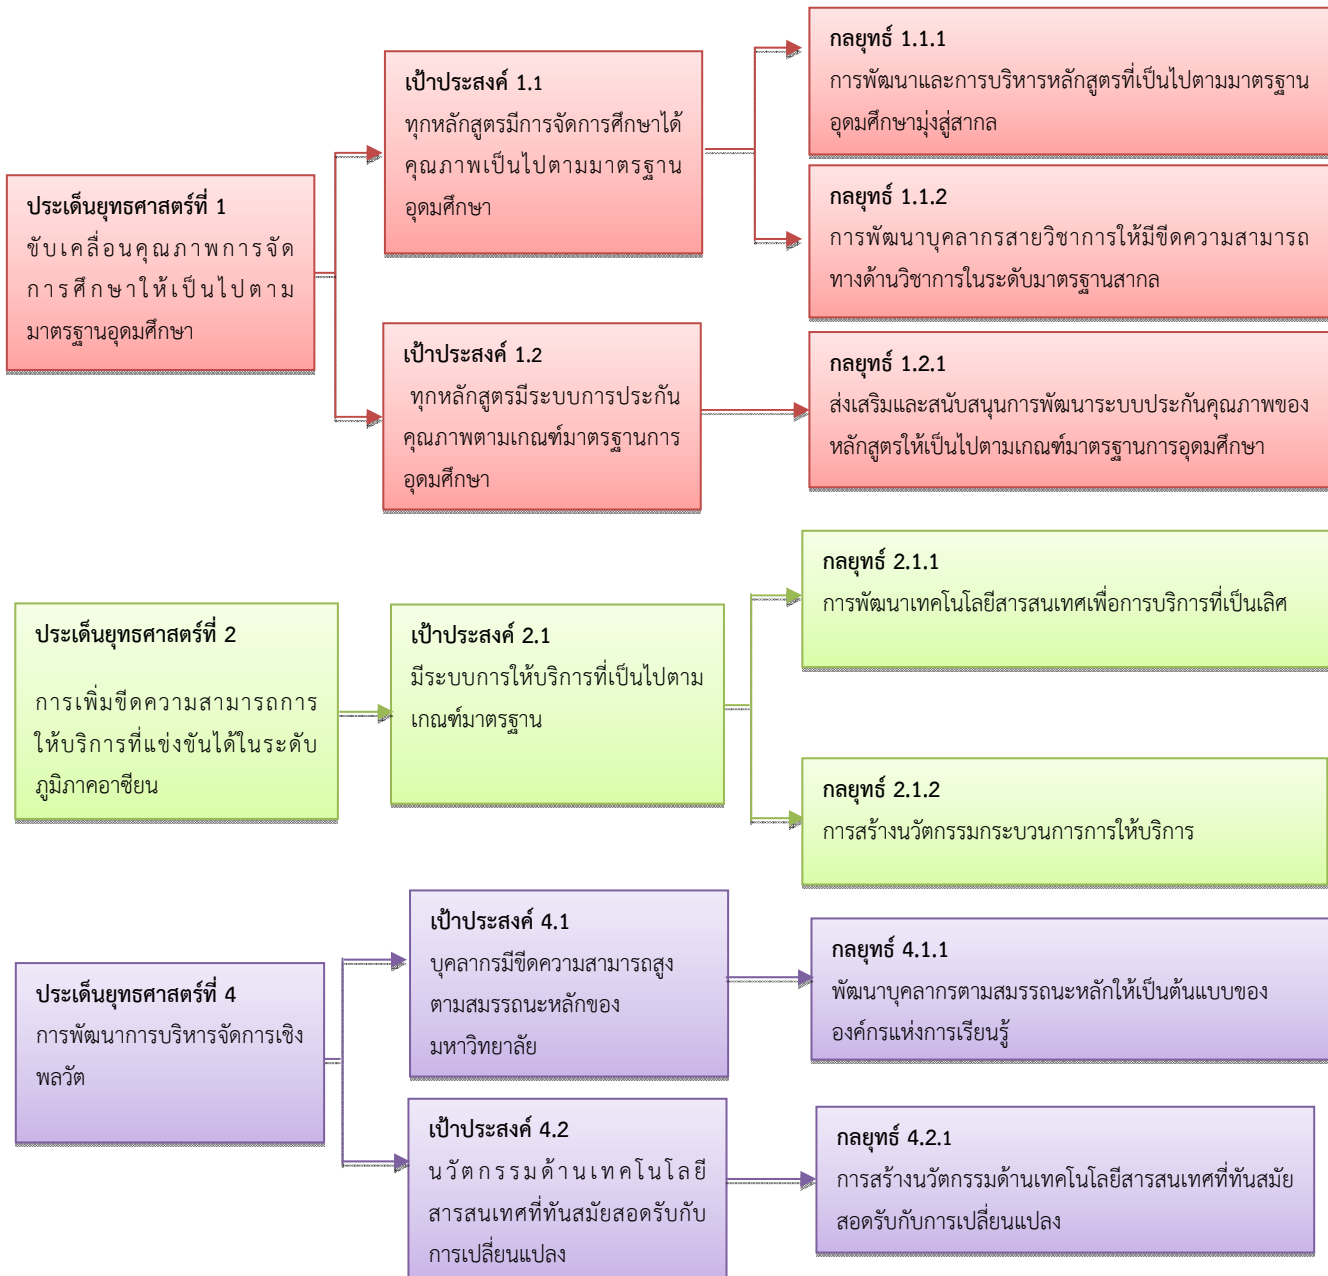 ประเด็นยุทธศาสตร์ที่ 1
ขับเคลื่อนคุณภาพการจัด
การศึกษาให้เป็นไปตาม
มาตรฐานอุดมศึกษา
เป้าประสงค์ 1.1
ทุกหลักสูตรมีการจัดการศึกษาได้
คุณภาพเป็นไปตามมาตรฐาน
อุดมศึกษา
กลยุทธ์ 1.1.1
การพัฒนาและการบริหารหลักสูตรที่เป็นไปตามมาตรฐาน
อุดมศึกษามุ่งสู่สากล
กลยุทธ์ 1.1.2
การพัฒนาบุคลากรสายวิชาการให้มีขีดความสามารถ
ทางด้านวิชาการในระดับมาตรฐานสากล
เป้าประสงค์ 1.2
ทุกหลักสูตรมีระบบการประกัน
คุณภาพตามเกณฑ์มาตรฐานการ
อุดมศึกษา
กลยุทธ์ 1.2.1
ส่งเสริมและสนับสนุนการพัฒนาระบบประกันคุณภาพของ
หลักสูตรให้เป็นไปตามเกณฑ์มาตรฐานการอุดมศึกษา
ประเด็นยุทธศาสตร์ที่ 2
การเพิ่มขีดความสามารถการ
ให้บริการที่แข่งขันได้ในระดับ
ภูมิภาคอาซียน
เป้าประสงค์ 2.1
มีระบบการให้บริการที่เป็นไปตาม
เกณฑ์มาตรฐาน
กลยุทธ์ 2.1.1
การพัฒนาเทคโนโลยีสารสนเทศเพื่อการบริการที่เป็นเลิศ
กลยุทธ์ 2.1.2
การสร้างนวัตกรรมกระบวนการการให้บริการ
ประเด็นยุทธศาสตร์ที่ 4
การพัฒนาการบริหารจัดการเชิง
พลวัต
เป้าประสงค์ 4.1
บุคลากรมีขีดความสามารถสูง
ตามสมรรถนะหลักของ
มหาวิทยาลัย
กลยุทธ์ 4.1.1
พัฒนาบุคลากรตามสมรรถนะหลักให้เป็นต้นแบบของ
องค์กรแห่งการเรียนรู้
เป้าประสงค์ 4.2
นวัตกรรมด้านเทคโนโลยี
สารสนเทศที่ทันสมัยสอดรับกับ
การเปลี่ยนแปลง
กลยุทธ์ 4.2.1
การสร้างนวัตกรรมด้านเทคโนโลยีสารสนเทศที่ทันสมัย
สอดรับกับการเปลี่ยนแปลง